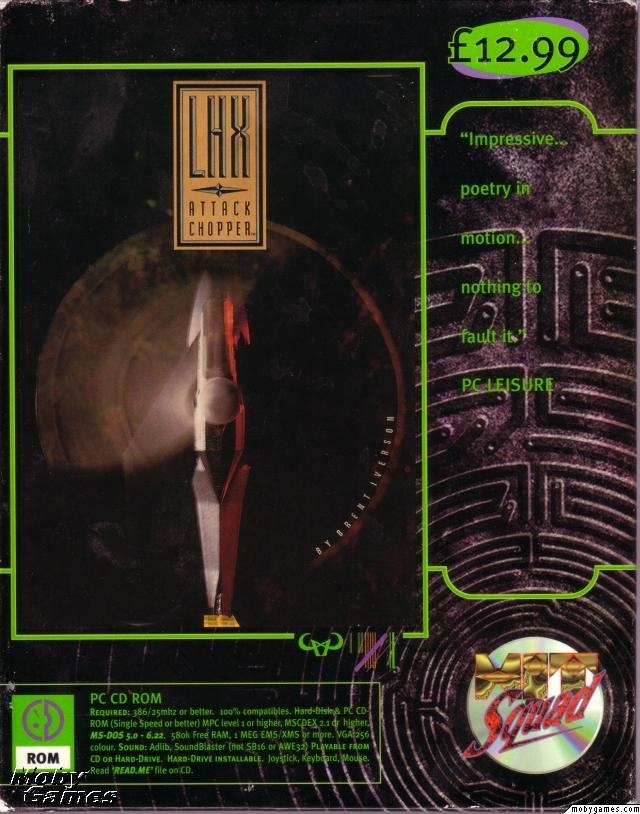 £12.99
LHX
ATTACK
CHOPPER™
"Impressive...
poetry in
motion...
nothing to
fault it."
PC LEISURE
BY BRENT IVERSON
HIT
Squad
PC CD ROM
REQUIRED: 386/25mhz or better. 100% compatibles. Hard-Disk & PC CD-
ROM (Single Speed or better) MPC level 1 or higher, MSCDEX 2.1 or higher,
MS-DOS 5.0 - 6.22. 580k Free RAM, 1 MEG EMS/XMS or more. VGA 256
colour. SOUND: Adlib, SoundBlaster (not SB16 or AWE32) PLAYABLE FROM
CD OR HARD-DRIVE. HARD-DRIVE INSTALLABLE. Joystick, Keyboard, Mouse.
Read "READ.ME" file on CD.
ROM
Moby
Games
mobygames.com